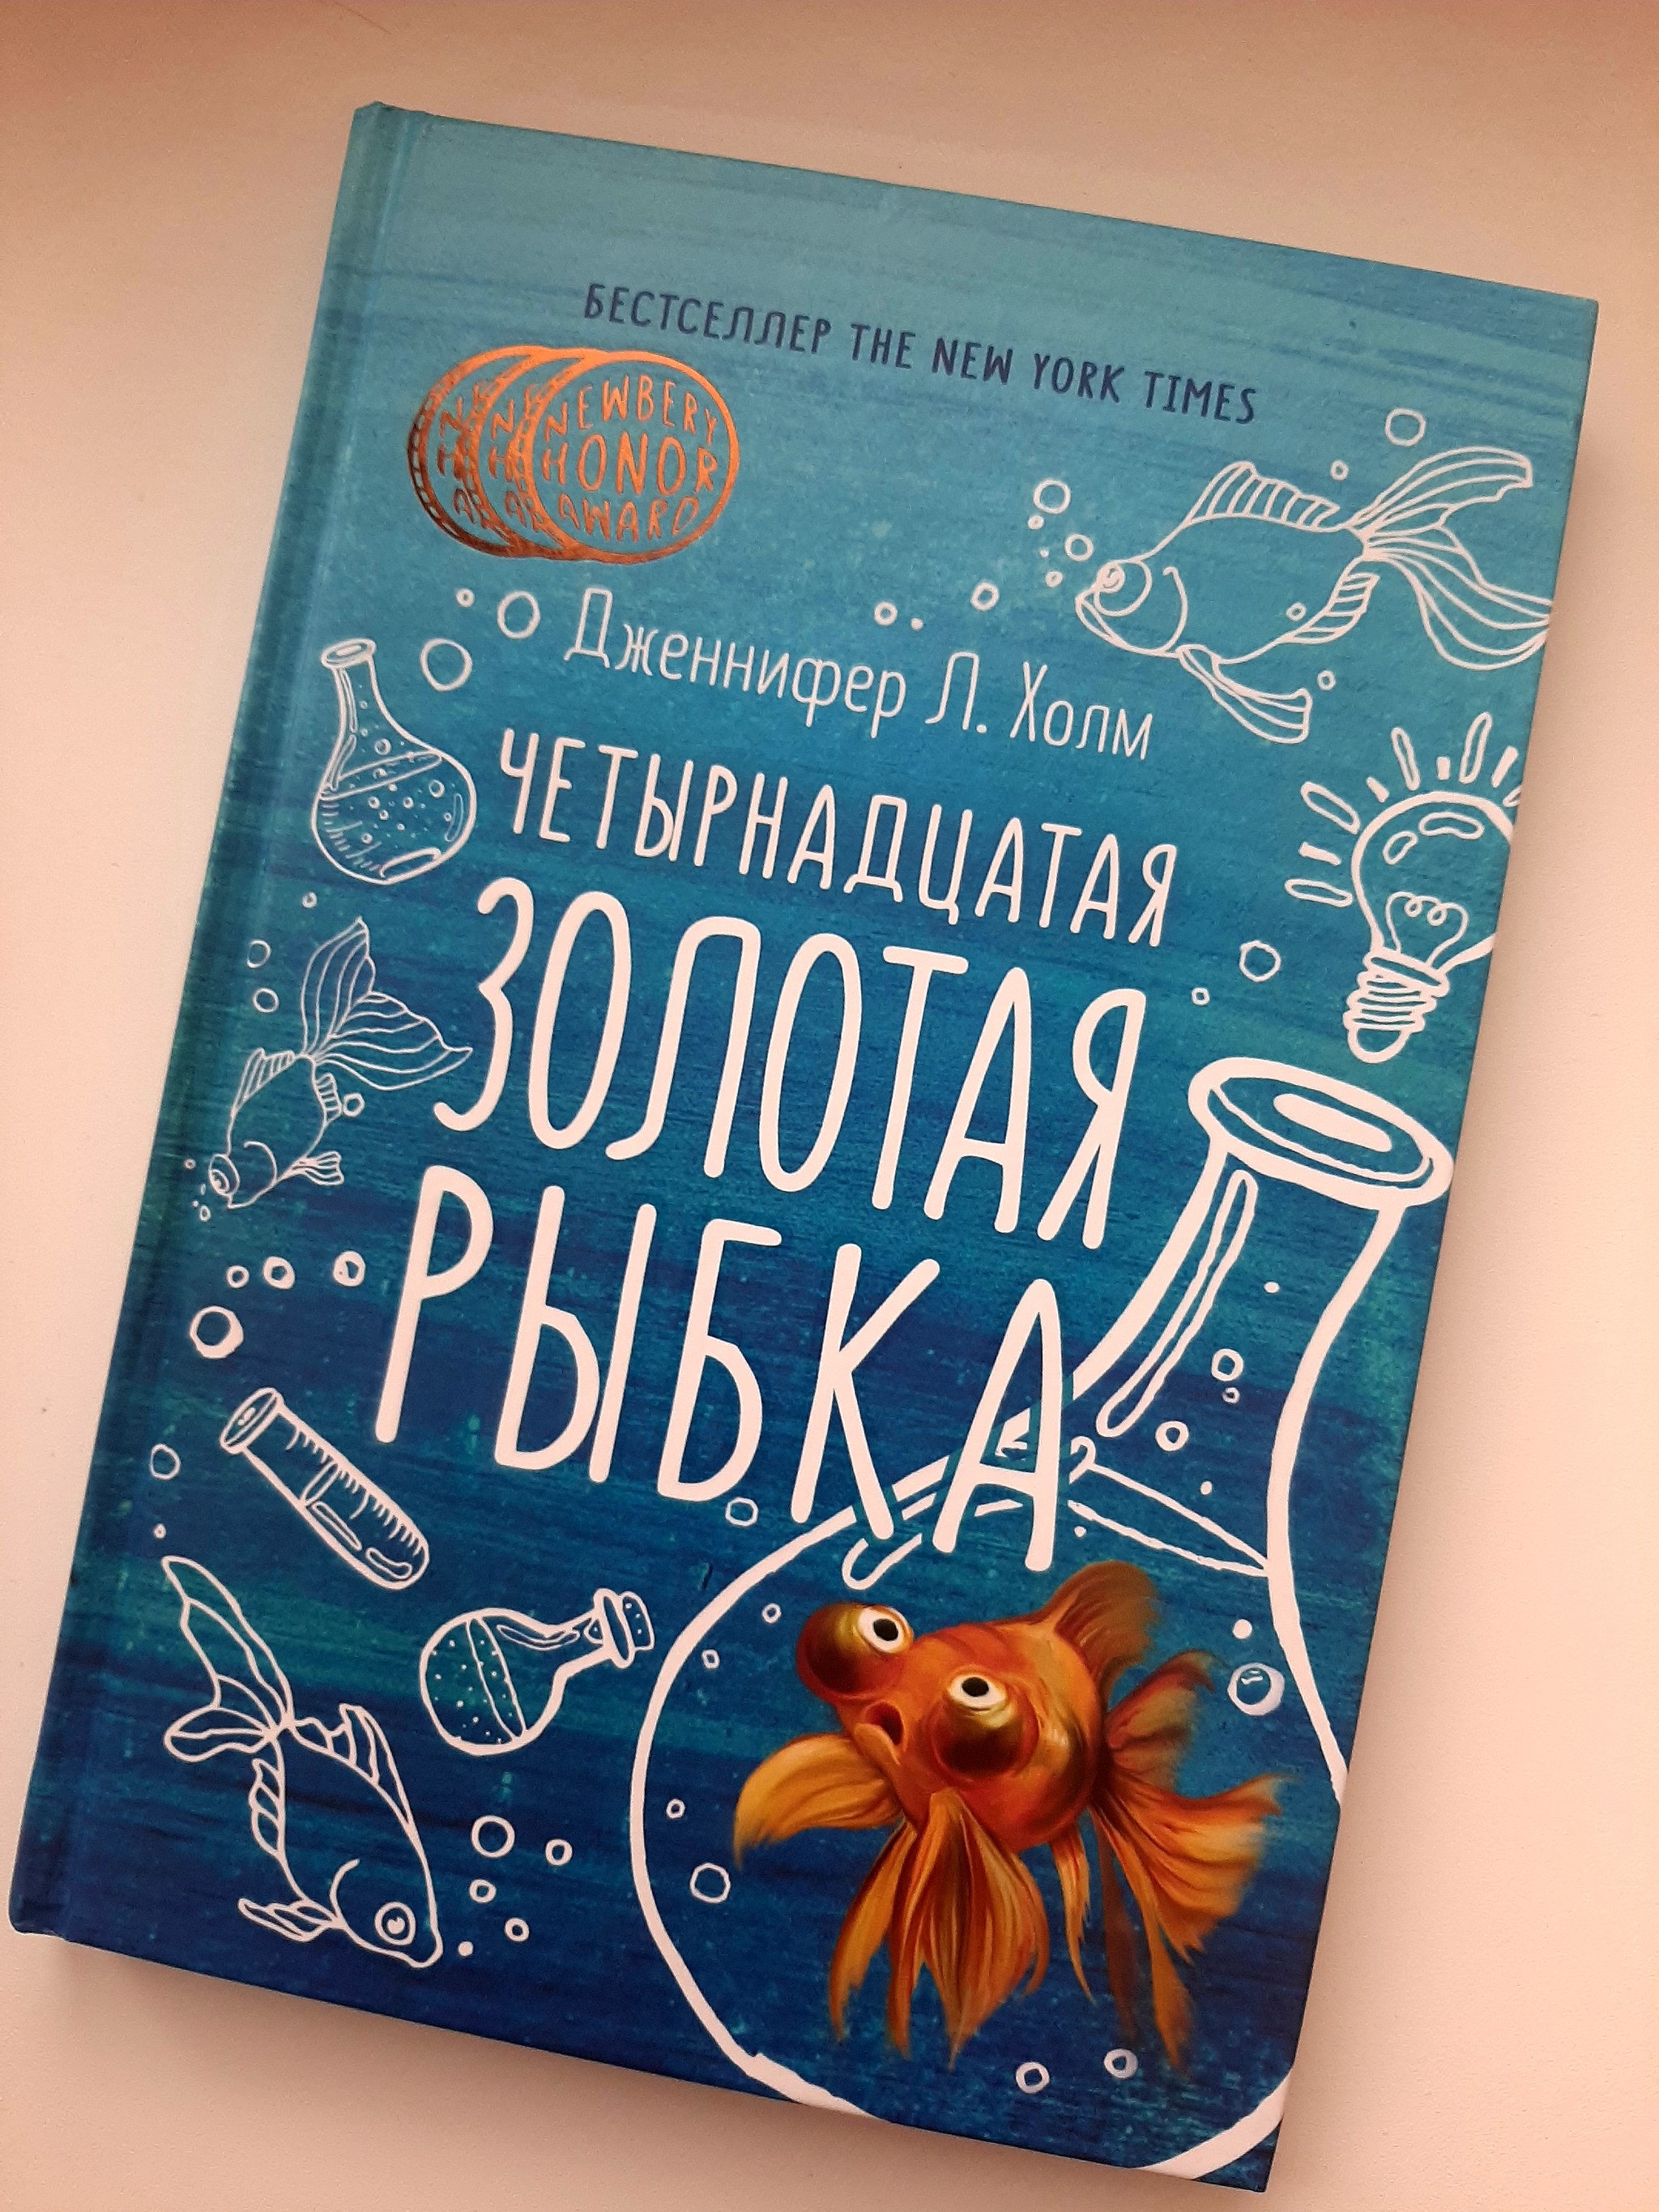 БЕСТСЕЛЛЕР THE NEW YORK TIMES
NEWBERY
HONOR
AWARD
Дженнифер Л. Холм
ЧЕТЫРНАДЦАТАЯ
ЗОЛОТАЯ
РЫБКА